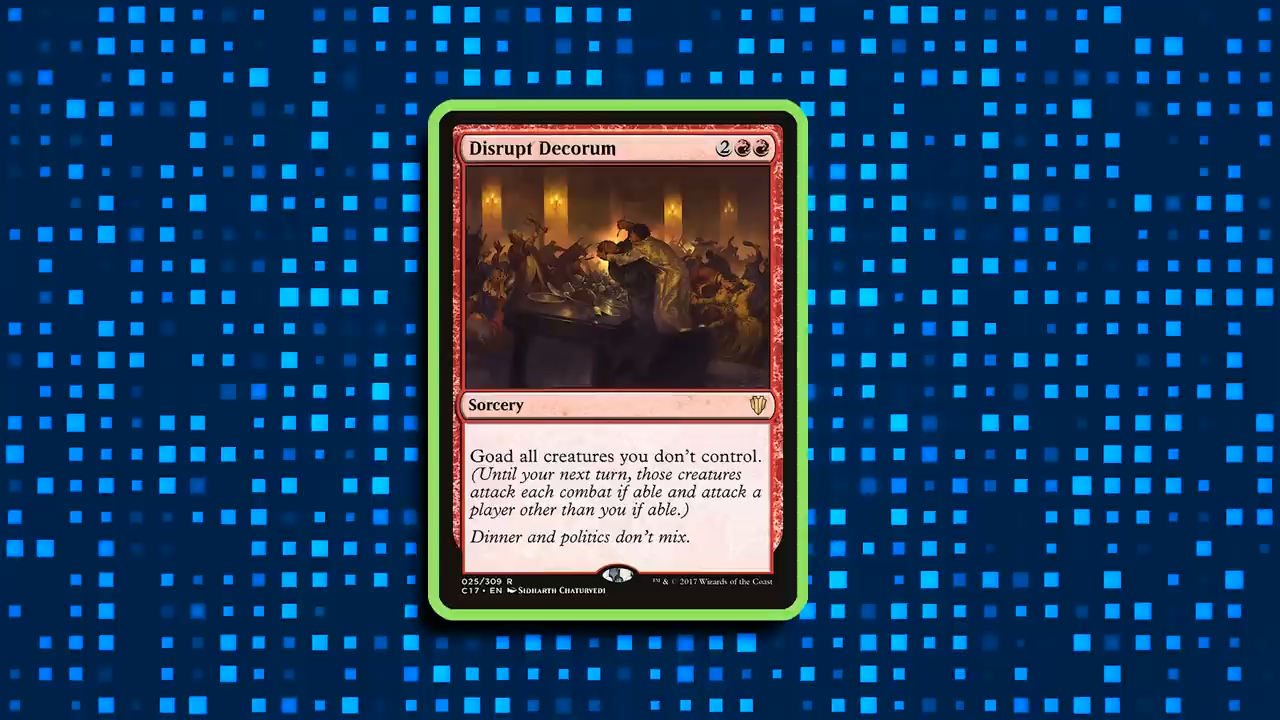 Disrupt Decorum 2
Sorcery
Goad all creatures you don't control.
(Until your next turn, those creatures
attack each combat if able and attack a
player other than you if able.)
Dinner and politics don't mix.
025/309 R
C17 • EN Sidharth Chaturvedi
™ & © 2017 Wizards of the Coast